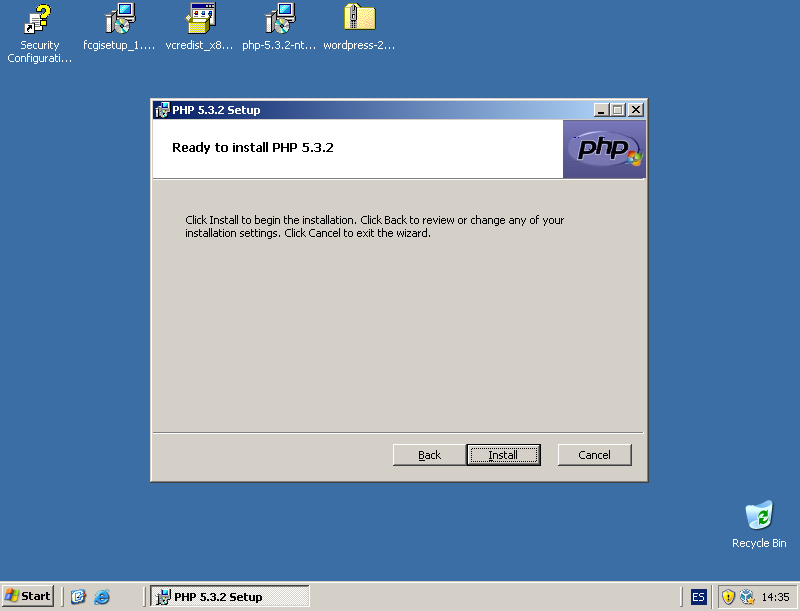 Security
Configurati...
fcgisetup_1....
vcredist_x8...
php-5.3.2-nt...
wordpress-2...
PHP 5.3.2 Setup
Ready to install PHP 5.3.2
php
Click Install to begin the installation. Click Back to review or change any of your
installation settings. Click Cancel to exit the wizard.
Back
Install
Cancel
Recycle Bin
Start
PHP 5.3.2 Setup
ES
14:35